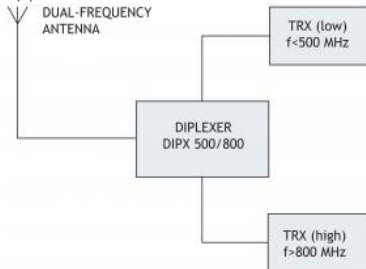 DUAL-FREQUENCY
ANTENNA
TRX (low)
f<500 MHz
DIPLEXER
DIPX 500/800
TRX (high)
f>800 MHz